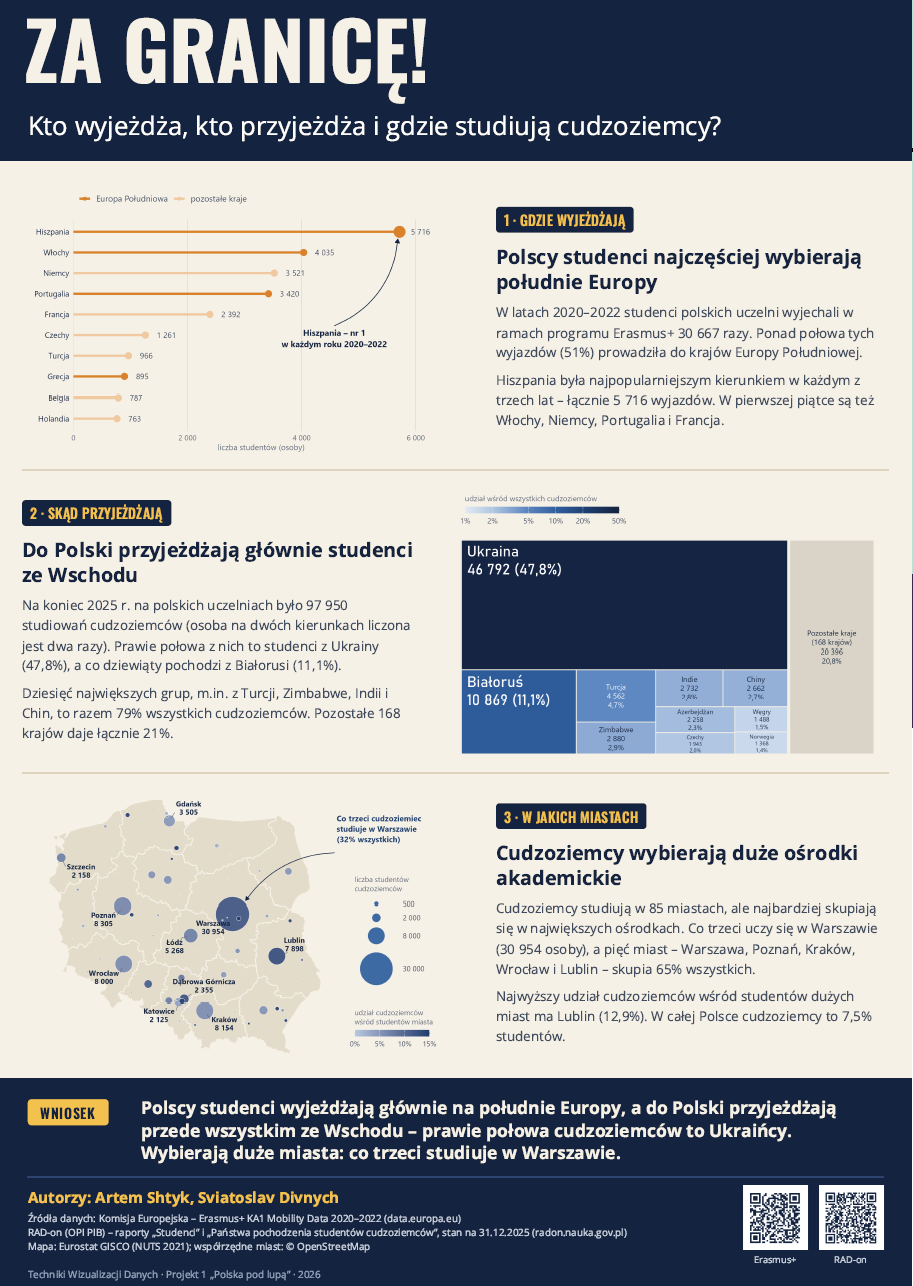 ZA GRANICĘ!
Kto wyjeżdża, kto przyjeżdża i gdzie studiują cudzoziemcy?
Europa Południowa pozostałe kraje
Hiszpania 5 716
Włochy 4 035
Niemcy 3 521
Portugalia 3 420
Francja 2 392
Czechy 1 261
Turcja 966
Grecja 895
Belgia 787
Holandia 763
Hiszpania – nr 1
w każdym roku 2020–2022
0 2 000 4 000 6 000
liczba studentów (osoby)
1 · GDZIE WYJEŻDŻAJĄ
Polscy studenci najczęściej wybierają
południe Europy
W latach 2020–2022 studenci polskich uczelni wyjechali w
ramach programu Erasmus+ 30 667 razy. Ponad połowa tych
wyjazdów (51%) prowadziła do krajów Europy Południowej.
Hiszpania była najpopularniejszym kierunkiem w każdym z
trzech lat – łącznie 5 716 wyjazdów. W pierwszej piątce są też
Włochy, Niemcy, Portugalia i Francja.
2 · SKĄD PRZYJEŻDŻAJĄ
Do Polski przyjeżdżają głównie studenci
ze Wschodu
Na koniec 2025 r. na polskich uczelniach było 97 950
studiowań cudzoziemców (osoba na dwóch kierunkach liczona
jest dwa razy). Prawie połowa z nich to studenci z Ukrainy
(47,8%), a co dziewiąty pochodzi z Białorusi (11,1%).
Dziesięć największych grup, m.in. z Turcji, Zimbabwe, Indii i
Chin, to razem 79% wszystkich cudzoziemców. Pozostałe 168
krajów daje łącznie 21%.
udział wśród wszystkich cudzoziemców
1% 2% 5% 10% 20% 50%
Ukraina
46 792 (47,8%)
Białoruś
10 869 (11,1%)
Turcja
4 562
4,7%
Zimbabwe
2 880
2,9%
Indie
2 732
2,8%
Chiny
2 662
2,7%
Azerbejdżan
2 258
2,3%
Węgry
1 488
1,5%
Czechy
1 943
2,0%
Norwegia
1 368
1,4%
Pozostałe kraje
(168 krajów)
20 396
20,8%
Gdańsk
3 505
Szczecin
2 158
Poznań
8 305
Warszawa
30 954
Łódź
5 268
Lublin
7 898
Wrocław
8 000
Dąbrowa Górnicza
2 355
Katowice
2 125
Kraków
8 154
Co trzeci cudzoziemiec
studiuje w Warszawie
(32% wszystkich)
liczba studentów
cudzoziemców
500
2 000
8 000
30 000
udział cudzoziemców
wśród studentów miasta
0% 5% 10% 15%
3 · W JAKICH MIASTACH
Cudzoziemcy wybierają duże ośrodki
akademickie
Cudzoziemcy studiują w 85 miastach, ale najbardziej skupiają
się w największych ośrodkach. Co trzeci uczy się w Warszawie
(30 954 osoby), a pięć miast – Warszawa, Poznań, Kraków,
Wrocław i Lublin – skupia 65% wszystkich.
Najwyższy udział cudzoziemców wśród studentów dużych
miast ma Lublin (12,9%). W całej Polsce cudzoziemcy to 7,5%
studentów.
WNIOSEK
Polscy studenci wyjeżdżają głównie na południe Europy, a do Polski przyjeżdżają
przede wszystkim ze Wschodu – prawie połowa cudzoziemców to Ukraińcy.
Wybierają duże miasta: co trzeci studiuje w Warszawie.
Autorzy: Artem Shtyk, Sviatoslav Divnych
Źródła danych: Komisja Europejska – Erasmus+ KA1 Mobility Data 2020–2022 (data.europa.eu)
RAD-on (OPI PIB) – raporty „Studenci" i „Państwa pochodzenia studentów cudzoziemców", stan na 31.12.2025 (radon.nauka.gov.pl)
Mapa: Eurostat GISCO (NUTS 2021); współrzędne miast: © OpenStreetMap
Erasmus+ RAD-on
Techniki Wizualizacji Danych · Projekt 1 „Polska pod lupą" · 2026